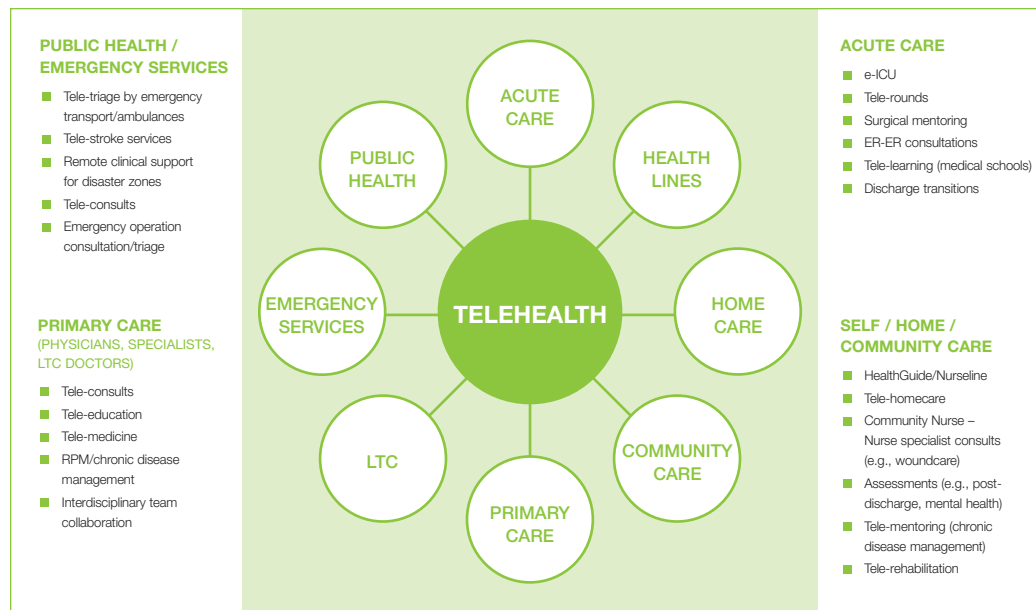 PUBLIC HEALTH /
EMERGENCY SERVICES
Tele-triage by emergency
transport/ambulances
Tele-stroke services
Remote clinical support
for disaster zones
Tele-consults
Emergency operation
consultation/triage
PRIMARY CARE
(PHYSICIANS, SPECIALISTS,
LTC DOCTORS)
Tele-consults
Tele-education
Tele-medicine
RPM/chronic disease
management
Interdisciplinary team
collaboration
ACUTE
CARE
PUBLIC
HEALTH
HEALTH
LINES
EMERGENCY
SERVICES
TELEHEALTH
HOME
CARE
LTC
COMMUNITY
CARE
PRIMARY
CARE
ACUTE CARE
e-ICU
Tele-rounds
Surgical mentoring
ER-ER consultations
Tele-learning (medical schools)
Discharge transitions
SELF / HOME /
COMMUNITY CARE
HealthGuide/Nurseline
Tele-homecare
Community Nurse –
Nurse specialist consults
(e.g., woundcare)
Assessments (e.g., post-
discharge, mental health)
Tele-mentoring (chronic
disease management)
Tele-rehabilitation